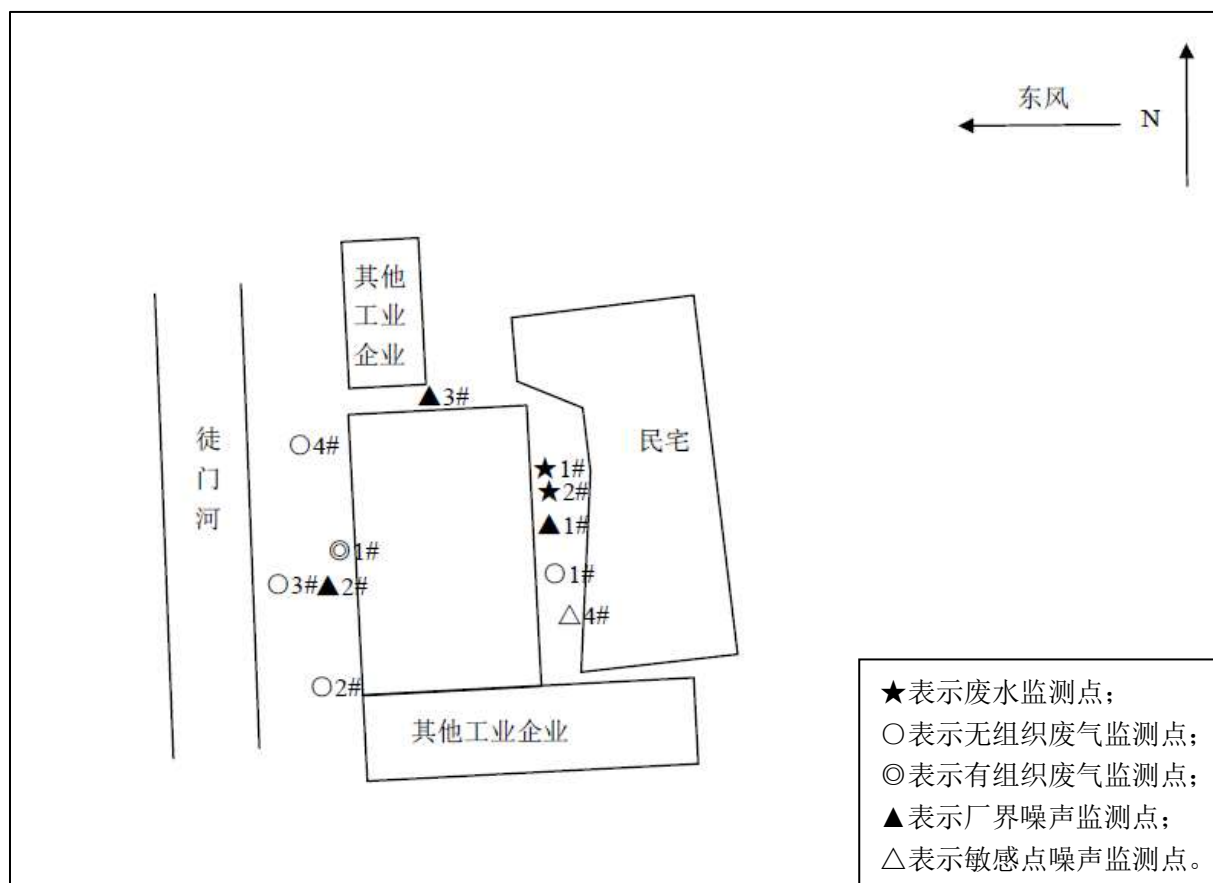 东风
N
其他
工业
企业
▲3#
徒
门
河
○4#
民宅
★1#
★2#
▲1#
◎1#
○1#
○3#▲2#
△4#
○2#
其他工业企业
★表示废水监测点；
○表示无组织废气监测点；
◎表示有组织废气监测点；
▲表示厂界噪声监测点；
△表示敏感点噪声监测点。